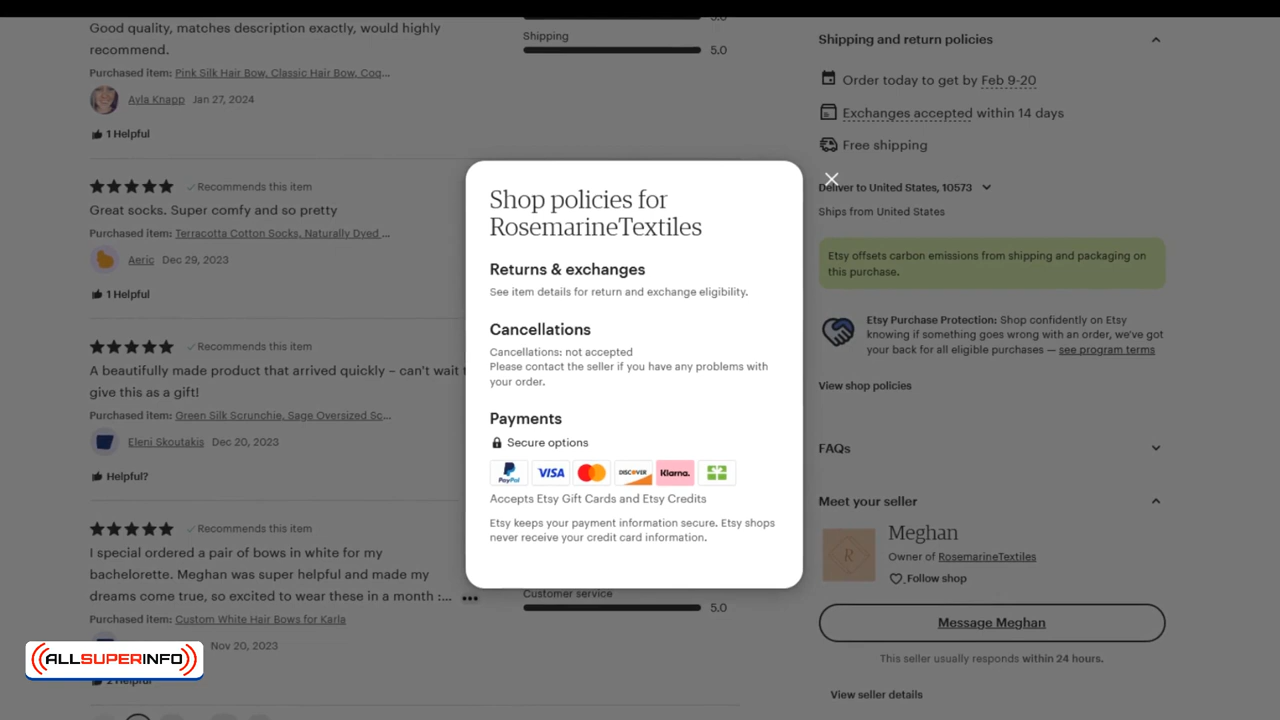 Good quality, matches description exactly, would highly
recommend.
Purchased item: Pink Silk Hair Bow, Classic Hair Bow, Coq...
Ayla Knapp Jan 27, 2024
1 Helpful
Recommends this item
Great socks. Super comfy and so pretty
Purchased item: Terracotta Cotton Socks, Naturally Dyed ...
Aeric Dec 29, 2023
1 Helpful
Recommends this item
A beautifully made product that arrived quickly – can't wait t
give this as a gift!
Purchased item: Green Silk Scrunchie, Sage Oversized Sc...
Eleni Skoutakis Dec 20, 2023
Helpful?
Recommends this item
I special ordered a pair of bows in white for my
bachelorette. Meghan was super helpful and made my
dreams come true, so excited to wear these in a month :...
Purchased item: Custom White Hair Bows for Karla
Nov 20, 2023
ALLSUPERINFO
Shipping
5.0
Shop policies for
RosemarineTextiles
Returns & exchanges
See item details for return and exchange eligibility.
Cancellations
Cancellations: not accepted
Please contact the seller if you have any problems with
your order.
Payments
Secure options
PayPal VISA DISCOVER Klarna.
Accepts Etsy Gift Cards and Etsy Credits
Etsy keeps your payment information secure. Etsy shops
never receive your credit card information.
Customer service
5.0
Shipping and return policies
Order today to get by Feb 9-20
Exchanges accepted within 14 days
Free shipping
Deliver to United States, 10573
Ships from United States
Etsy offsets carbon emissions from shipping and packaging on
this purchase.
Etsy Purchase Protection: Shop confidently on Etsy
knowing if something goes wrong with an order, we've got
your back for all eligible purchases — see program terms
View shop policies
FAQs
Meet your seller
R
Meghan
Owner of RosemarineTextiles
Follow shop
Message Meghan
This seller usually responds within 24 hours.
View seller details